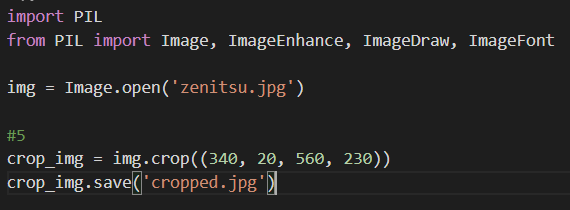 import PIL
from PIL import Image, ImageEnhance, ImageDraw, ImageFont
img = Image.open('zenitsu.jpg')
#5
crop_img = img.crop((340, 20, 560, 230))
crop_img.save('cropped.jpg')